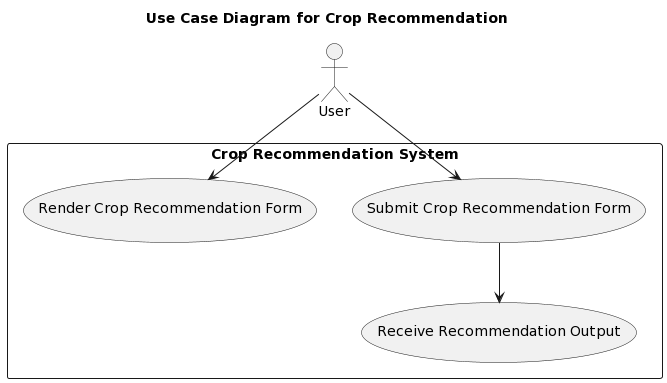 Use Case Diagram for Crop Recommendation
User
Crop Recommendation System
Render Crop Recommendation Form
Submit Crop Recommendation Form
Receive Recommendation Output